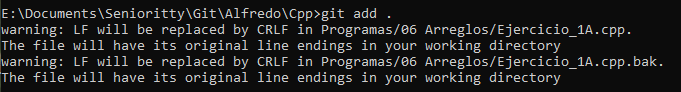 E:\Documents\Senioritty\Git\Alfredo\Cpp>git add .
warning: LF will be replaced by CRLF in Programas/06 Arreglos/Ejercicio_1A.cpp.
The file will have its original line endings in your working directory
warning: LF will be replaced by CRLF in Programas/06 Arreglos/Ejercicio_1A.cpp.bak.
The file will have its original line endings in your working directory